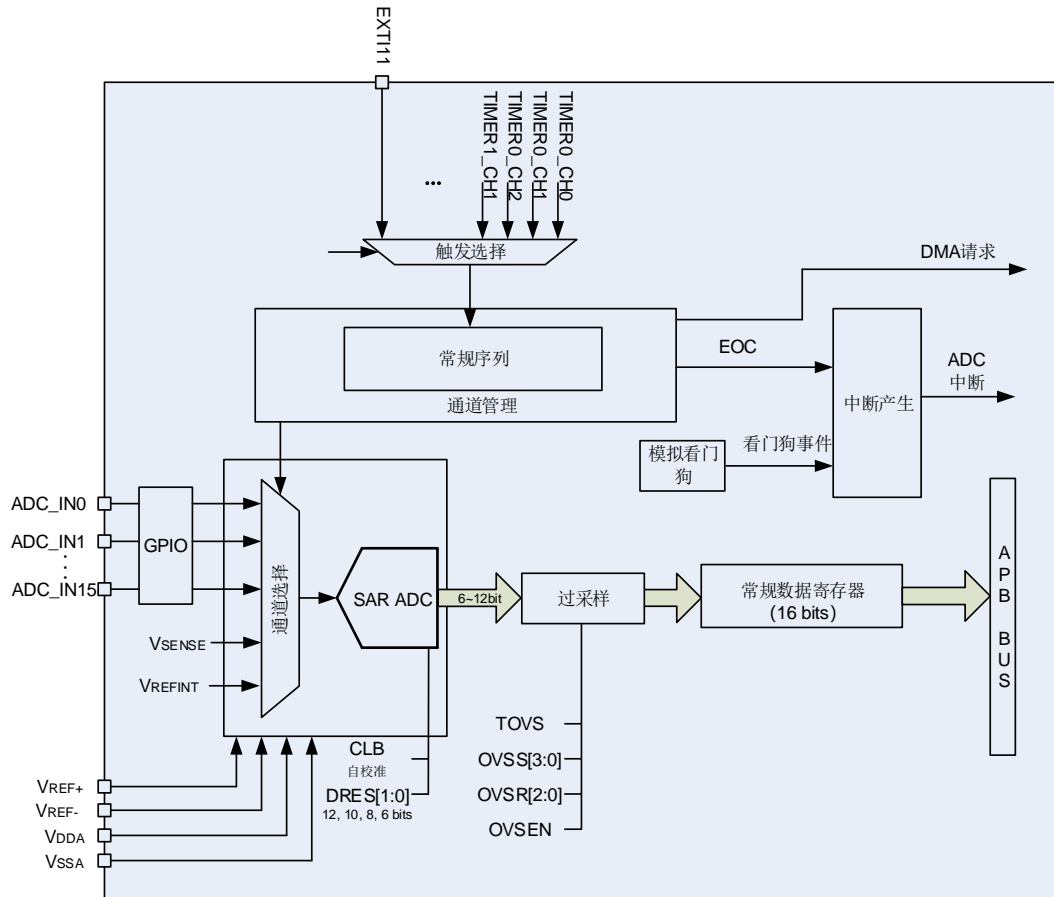 EXTI11
TIMER1_CH1
TIMER0_CH2
TIMER0_CH1
TIMER0_CH0
...
触发选择
DMA请求
常规序列
通道管理
EOC
中断产生
ADC
中断
模拟看门
狗
看门狗事件
ADC_IN0
ADC_IN1
ADC_IN15
GPIO
通道选择
SAR ADC
6~12bit
过采样
常规数据寄存器
(16 bits)
APB BUS
VSENSE
VREFINT
CLB
自校准
DRES[1:0]
12, 10, 8, 6 bits
TOVS
OVSS[3:0]
OVSR[2:0]
OVSEN
VREF+
VREF-
VDDA
VSSA